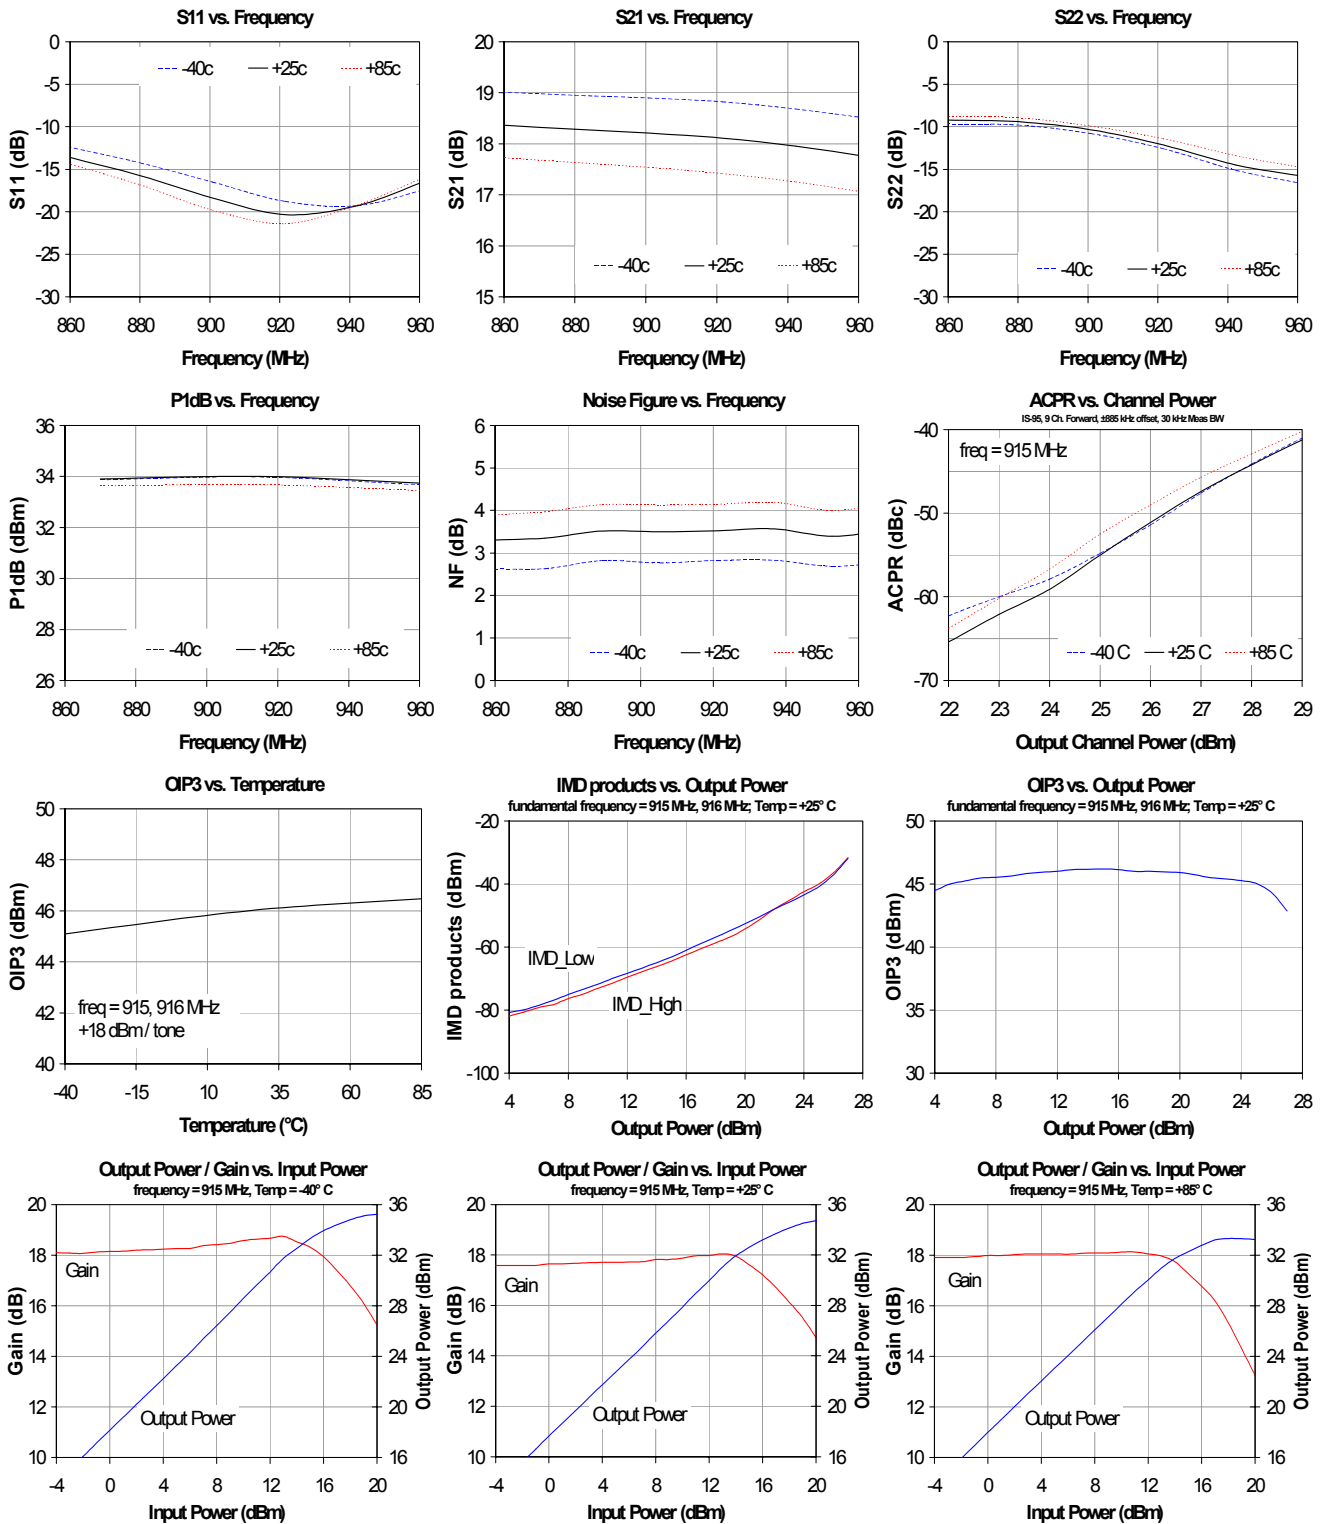 S11 vs. Frequency
0
-5
-10
-15
-20
-25
-30
S11 (dB)
-40c
+25c
+85c
860 880 900 920 940 960
Frequency (MHz)
S21 vs. Frequency
20
19
18
17
16
15
S21 (dB)
-40c
+25c
+85c
860 880 900 920 940 960
Frequency (MHz)
S22 vs. Frequency
0
-5
-10
-15
-20
-25
-30
S22 (dB)
-40c
+25c
+85c
860 880 900 920 940 960
Frequency (MHz)
P1dB vs. Frequency
36
34
32
30
28
26
P1dB (dBm)
-40c
+25c
+85c
860 880 900 920 940 960
Frequency (MHz)
Noise Figure vs. Frequency
6
5
4
3
2
1
0
NF (dB)
-40c
+25c
+85c
860 880 900 920 940 960
Frequency (MHz)
ACPR vs. Channel Power
IS-95, 9 Ch. Forward, ±885 kHz offset, 30 kHz Meas BW
-40
-50
-60
-70
ACPR (dBc)
freq = 915 MHz
-40 C
+25 C
+85 C
22 23 24 25 26 27 28 29
Output Channel Power (dBm)
OIP3 vs. Temperature
50
48
46
44
42
40
OIP3 (dBm)
freq = 915, 916 MHz
+18 dBm / tone
-40 -15 10 35 60 85
Temperature (°C)
IMD products vs. Output Power
fundamental frequency = 915 MHz, 916 MHz; Temp = +25° C
-20
-40
-60
-80
-100
IMD products (dBm)
IMD_Low
IMD_High
4 8 12 16 20 24 28
Output Power (dBm)
OIP3 vs. Output Power
fundamental frequency = 915 MHz, 916 MHz; Temp = +25° C
50
45
40
35
30
OIP3 (dBm)
4 8 12 16 20 24 28
Output Power (dBm)
Output Power / Gain vs. Input Power
frequency = 915 MHz, Temp = -40° C
20
18
16
14
12
10
Gain (dB)
Gain
Output Power
36
32
28
24
20
16
Output Power (dBm)
-4 0 4 8 12 16 20
Input Power (dBm)
Output Power / Gain vs. Input Power
frequency = 915 MHz, Temp = +25° C
20
18
16
14
12
10
Gain (dB)
Gain
Output Power
36
32
28
24
20
16
Output Power (dBm)
-4 0 4 8 12 16 20
Input Power (dBm)
Output Power / Gain vs. Input Power
frequency = 915 MHz, Temp = +85° C
20
18
16
14
12
10
Gain (dB)
Gain
Output Power
36
32
28
24
20
16
Output Power (dBm)
-4 0 4 8 12 16 20
Input Power (dBm)